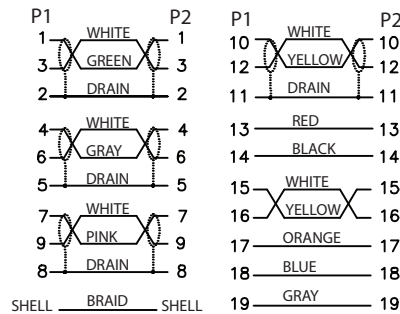 P1 P2
1 WHITE 1
3 GREEN 3
2 DRAIN 2
4 WHITE 4
6 GRAY 6
5 DRAIN 5
7 WHITE 7
9 PINK 9
8 DRAIN 8
SHELL BRAID SHELL
P1 P2
10 WHITE 10
12 YELLOW 12
11 DRAIN 11
13 RED 13
14 BLACK 14
15 WHITE 15
16 YELLOW 16
17 ORANGE 17
18 BLUE 18
19 GRAY 19